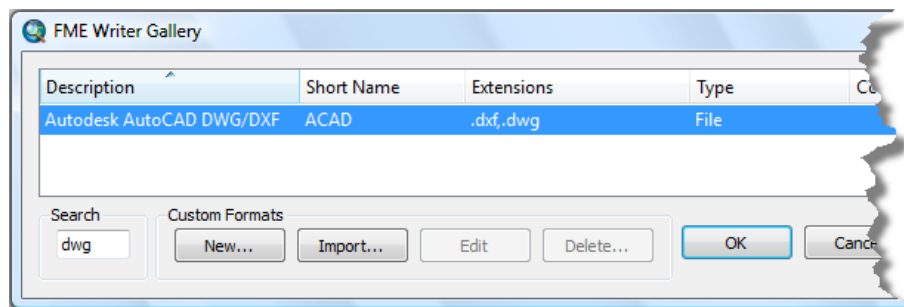 FME Writer Gallery
Description Short Name Extensions Type
Autodesk AutoCAD DWG/DXF ACAD .dxf,.dwg File
Search Custom Formats
dwg New... Import... Edit Delete... OK Cance